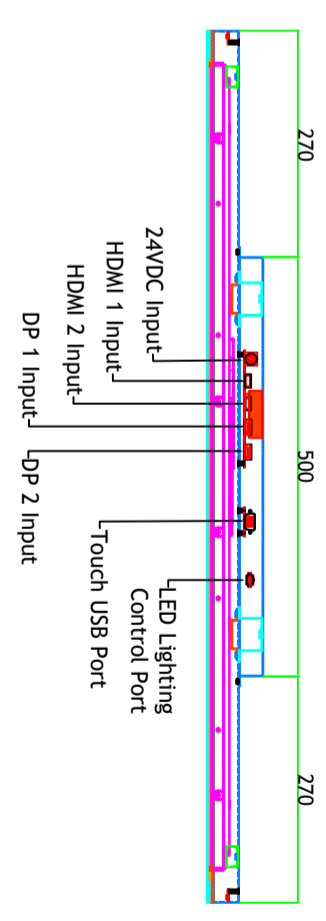 270
500
270
24VDC Input
HDMI 1 Input
HDMI 2 Input
DP 1 Input
DP 2 Input
Touch USB Port
LED Lighting
Control Port